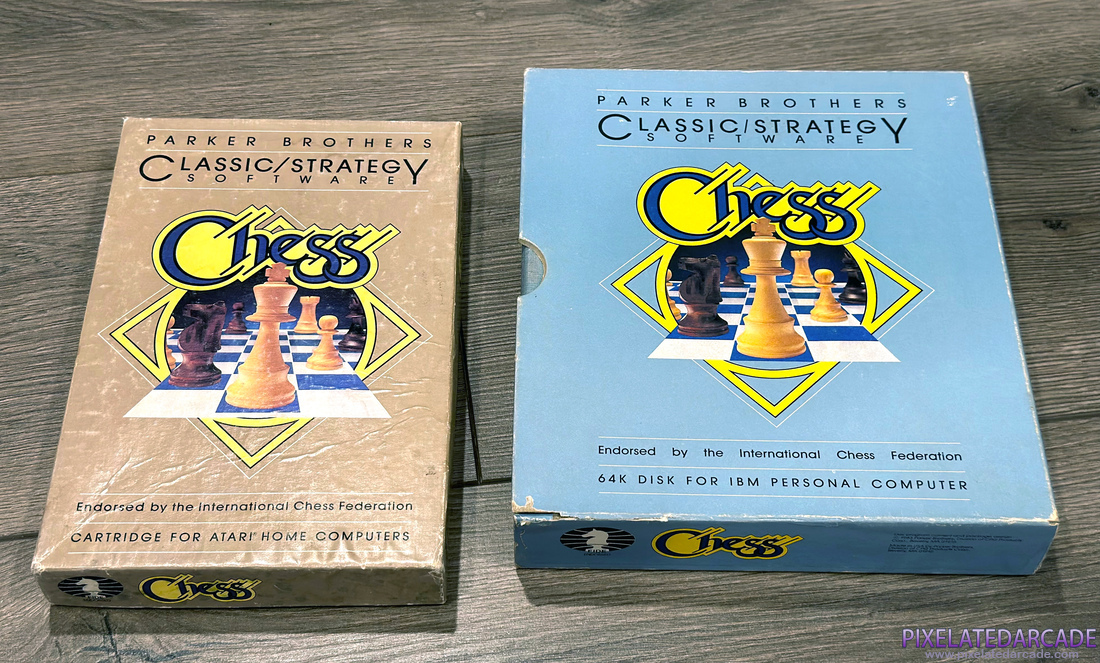 PARKER BROTHERS
CLASSIC/STRATEGY
SOFTWARE
Chess
Endorsed by the International Chess Federation
CARTRIDGE FOR ATARI HOME COMPUTERS
Chess
PARKER BROTHERS
CLASSIC/STRATEGY
SOFTWARE
Chess
Endorsed by the International Chess Federation
64K DISK FOR IBM PERSONAL COMPUTER
Chess
PIXELATEDARCADE
www.pixelatedarcade.com